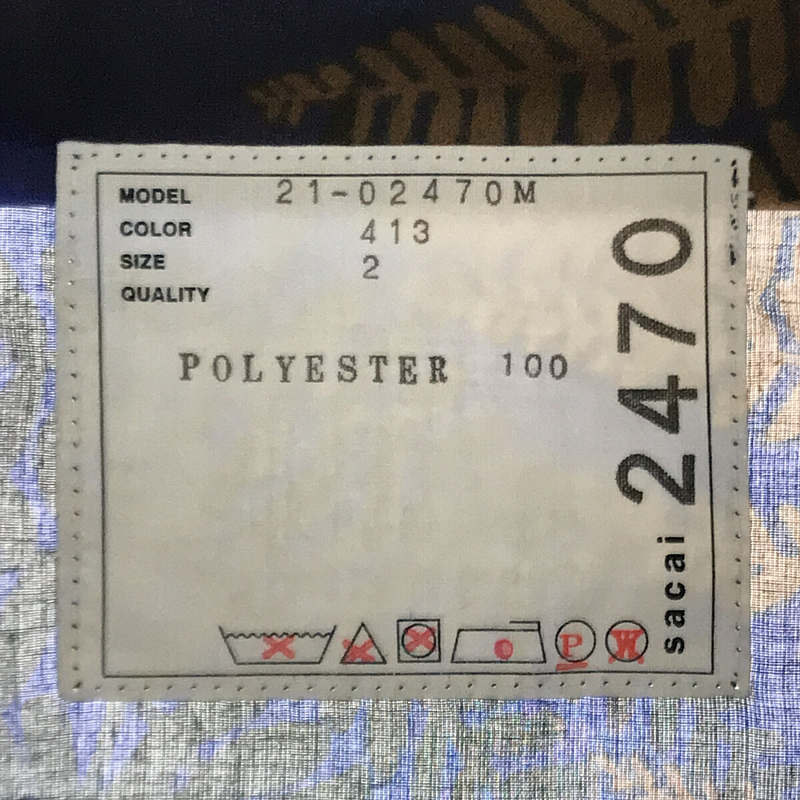 MODEL 21-02470M
COLOR 413
SIZE 2
QUALITY
POLYESTER 100
P W
sacai 2470